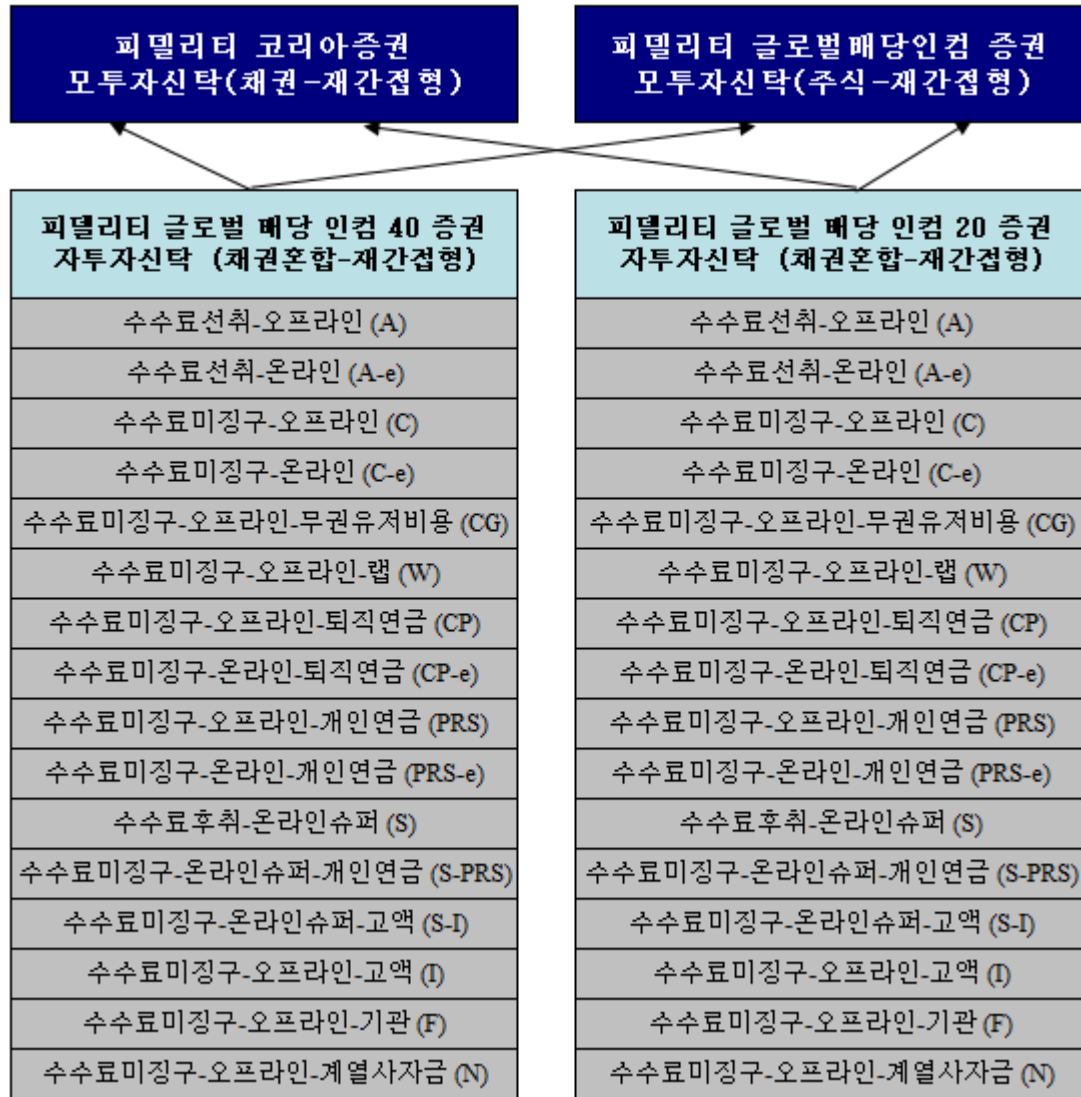 피델리티 코리아증권
모투자신탁(채권-재간접형)
피델리티 글로벌배당인컴 증권
모투자신탁(주식-재간접형)
피델리티 글로벌 배당 인컴 40 증권
자투자신탁 (채권혼합-재간접형)
수수료선취-오프라인 (A)
수수료선취-온라인 (A-e)
수수료미징구-오프라인 (C)
수수료미징구-온라인 (C-e)
수수료미징구-오프라인-무권유저비용 (CG)
수수료미징구-오프라인-랩 (W)
수수료미징구-오프라인-퇴직연금 (CP)
수수료미징구-온라인-퇴직연금 (CP-e)
수수료미징구-오프라인-개인연금 (PRS)
수수료미징구-온라인-개인연금 (PRS-e)
수수료후취-온라인슈퍼 (S)
수수료미징구-온라인슈퍼-개인연금 (S-PRS)
수수료미징구-온라인슈퍼-고액 (S-I)
수수료미징구-오프라인-고액 (I)
수수료미징구-오프라인-기관 (F)
수수료미징구-오프라인-계열사자금 (N)
피델리티 글로벌 배당 인컴 20 증권
자투자신탁 (채권혼합-재간접형)
수수료선취-오프라인 (A)
수수료선취-온라인 (A-e)
수수료미징구-오프라인 (C)
수수료미징구-온라인 (C-e)
수수료미징구-오프라인-무권유저비용 (CG)
수수료미징구-오프라인-랩 (W)
수수료미징구-오프라인-퇴직연금 (CP)
수수료미징구-온라인-퇴직연금 (CP-e)
수수료미징구-오프라인-개인연금 (PRS)
수수료미징구-온라인-개인연금 (PRS-e)
수수료후취-온라인슈퍼 (S)
수수료미징구-온라인슈퍼-개인연금 (S-PRS)
수수료미징구-온라인슈퍼-고액 (S-I)
수수료미징구-오프라인-고액 (I)
수수료미징구-오프라인-기관 (F)
수수료미징구-오프라인-계열사자금 (N)